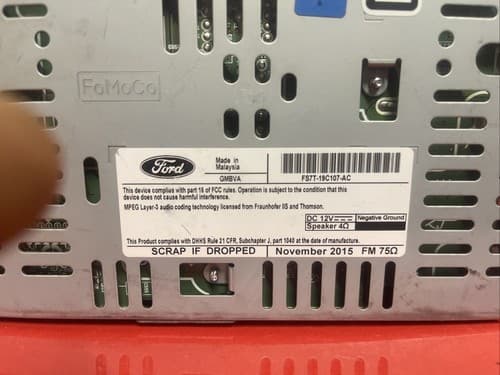 FoMoCo
Ford
Made in
Malaysia
GMBVA
FS7T-19C107-AC
This device complies with part 15 of FCC rules. Operation is subject to the condition that
this device does not cause harmful interference.
MPEG Layer-3 audio coding technology licensed from Fraunhofer IIS and Thomson.
DC 12V Negative Ground
Speaker 4Ω
This Product complies with DHHS Rule 21 CFR, Subchapter J, part 1040 at the date of manufacture.
SCRAP IF DROPPED November 2015 FM 75Ω